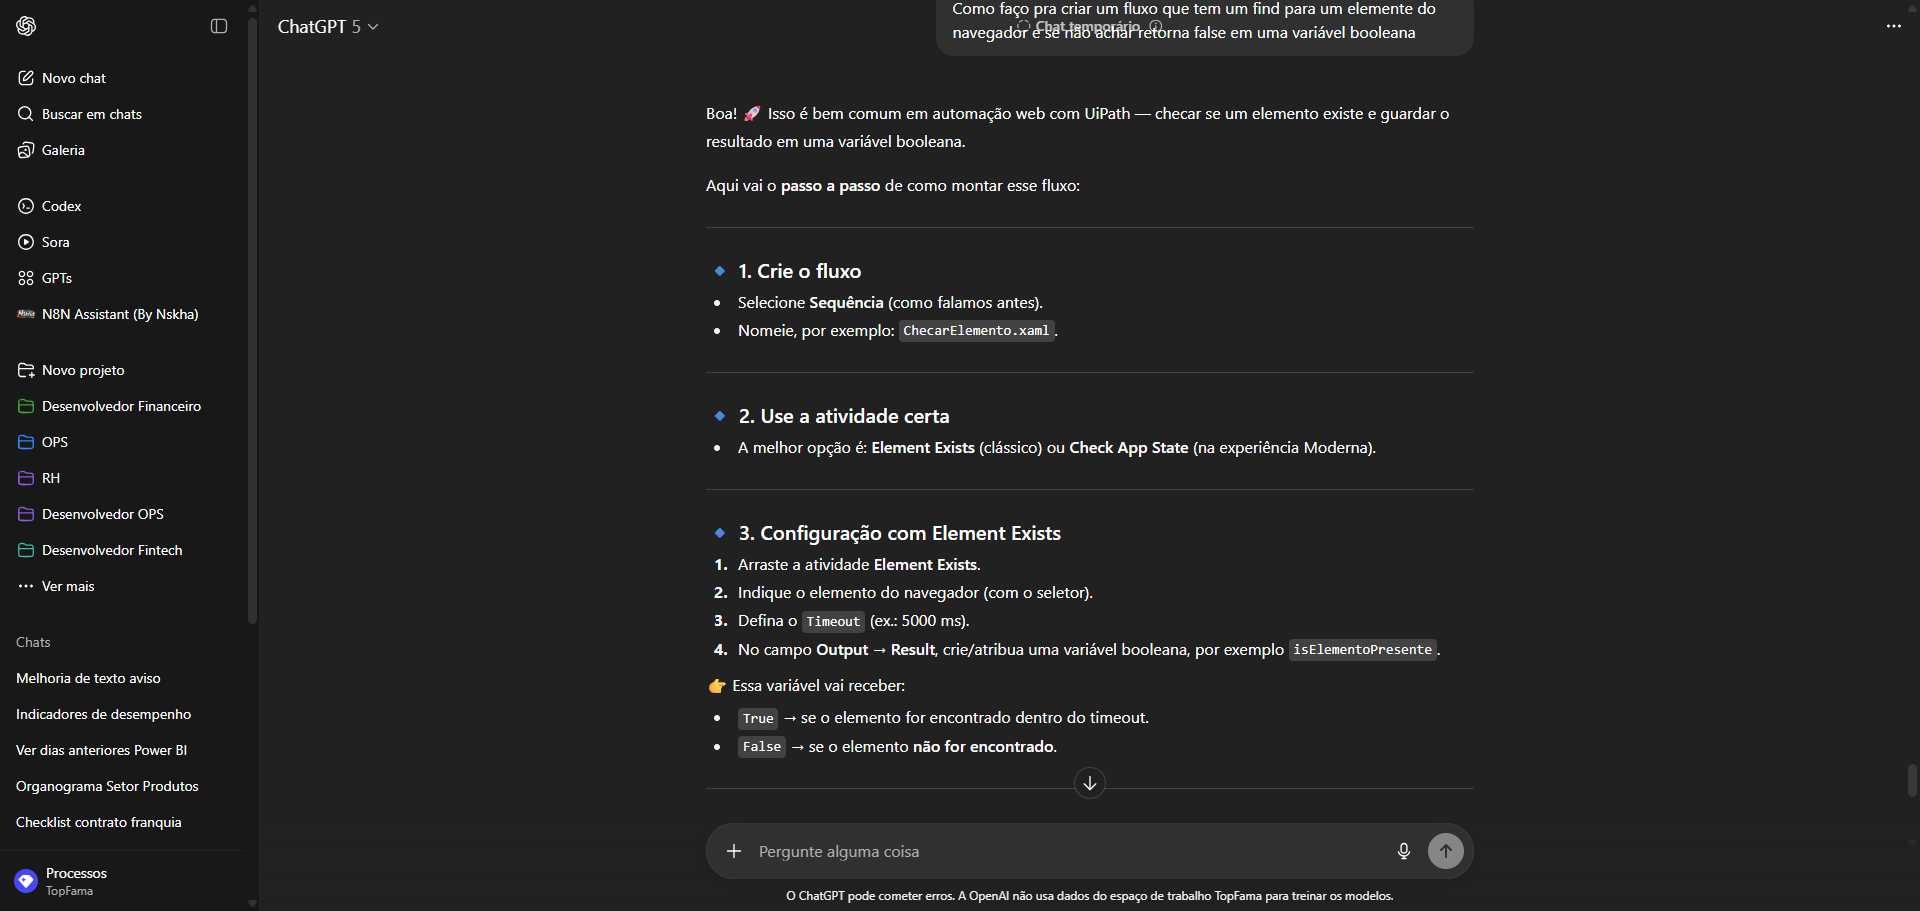 ChatGPT 5
Chat temporário
Novo chat
Buscar em chats
Galeria
Codex
Sora
GPTs
N8N Assistant (By Nskha)
Novo projeto
Desenvolvedor Financeiro
OPS
RH
Desenvolvedor OPS
Desenvolvedor Fintech
Ver mais
Chats
Melhoria de texto aviso
Indicadores de desempenho
Ver dias anteriores Power BI
Organograma Setor Produtos
Checklist contrato franquia
Processos
TopFama
Como faço pra criar um fluxo que tem um find para um elemente do
navegador e se não achar retorna false em uma variável booleana
Boa! 🚀 Isso é bem comum em automação web com UiPath — checar se um elemento existe e guardar o
resultado em uma variável booleana.
Aqui vai o passo a passo de como montar esse fluxo:
🔹 1. Crie o fluxo
• Selecione Sequência (como falamos antes).
• Nomeie, por exemplo: ChecarElemento.xaml.
🔹 2. Use a atividade certa
• A melhor opção é: Element Exists (clássico) ou Check App State (na experiência Moderna).
🔹 3. Configuração com Element Exists
1. Arraste a atividade Element Exists.
2. Indique o elemento do navegador (com o seletor).
3. Defina o Timeout (ex.: 5000 ms).
4. No campo Output → Result, crie/atribua uma variável booleana, por exemplo isElementoPresente.
👉 Essa variável vai receber:
• True → se o elemento for encontrado dentro do timeout.
• False → se o elemento não for encontrado.
Pergunte alguma coisa
O ChatGPT pode cometer erros. A OpenAI não usa dados do espaço de trabalho TopFama para treinar os modelos.